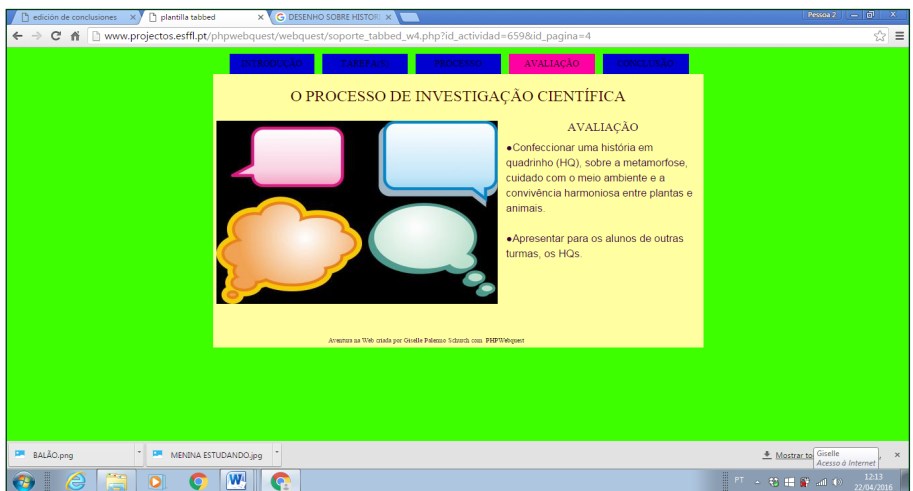 edición de conclusiones
plantilla tabbed
DESENHO SOBRE HISTOR
Pessoa 2
www.projectos.esffl.pt/phpwebquest/webquest/soporte_tabbed_w4.php?id_actividad=659&id_pagina=4
INTRODUÇÃO TAREFA(S) PROCESSO AVALIAÇÃO CONCLUSÃO
O PROCESSO DE INVESTIGAÇÃO CIENTÍFICA
AVALIAÇÃO
●Confeccionar uma história em
quadrinho (HQ), sobre a metamorfose,
cuidado com o meio ambiente e a
convivência harmoniosa entre plantas e
animais.
●Apresentar para os alunos de outras
turmas, os HQs.
Aventura na Web criada por Giselle Palermo Schurch com PHPWebquest
BALÃO.png
MENINA ESTUDANDO.jpg
Mostrar to
Giselle
Acesso à Internet
PT
12:13
22/04/2016